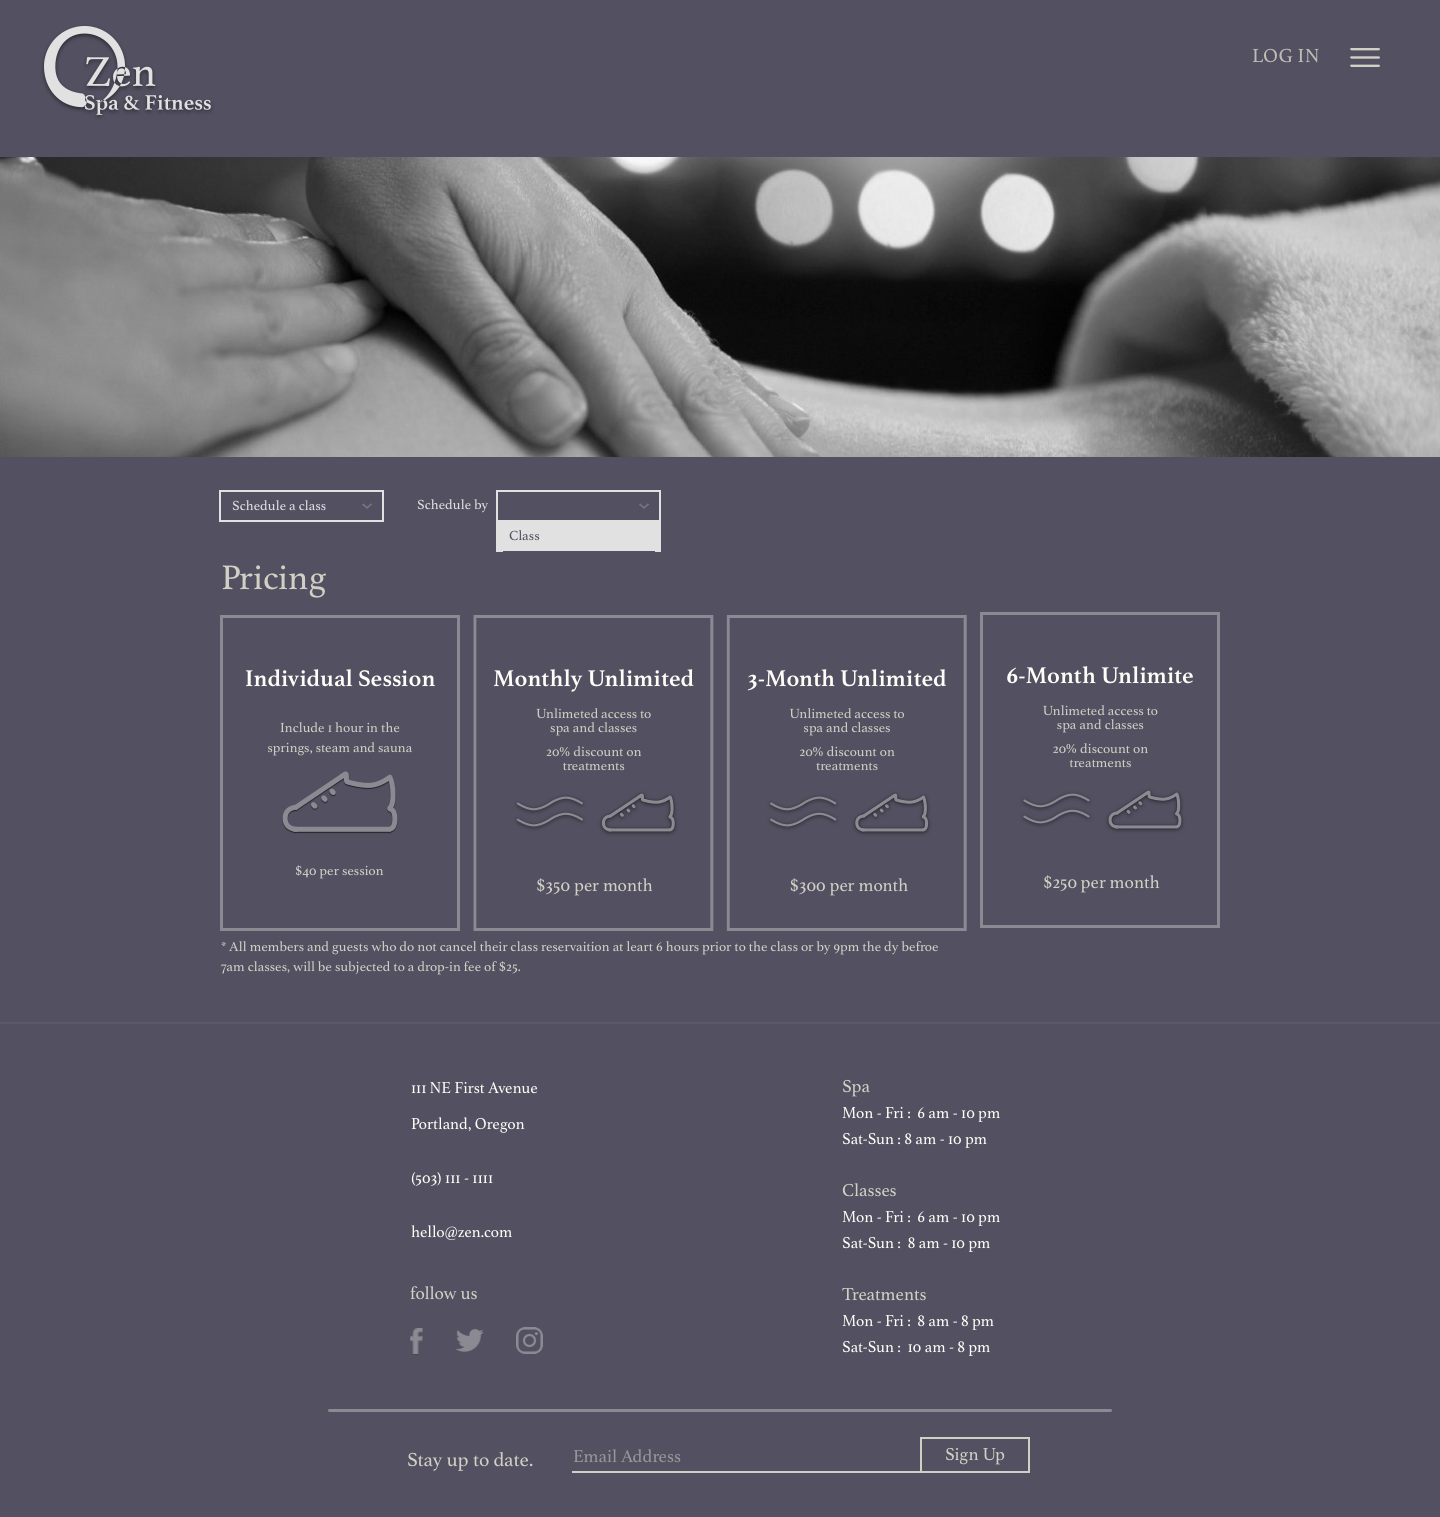 Zen
Spa & Fitness
LOG IN
Schedule a class
Schedule by
Class
Pricing
Individual Session
Include 1 hour in the
springs, steam and sauna
$40 per session
Monthly Unlimited
Unlimeted access to
spa and classes
20% discount on
treatments
$350 per month
3-Month Unlimited
Unlimeted access to
spa and classes
20% discount on
treatments
$300 per month
6-Month Unlimite
Unlimeted access to
spa and classes
20% discount on
treatments
$250 per month
* All members and guests who do not cancel their class reservaition at leart 6 hours prior to the class or by 9pm the dy befroe
7am classes, will be subjected to a drop-in fee of $25.
111 NE First Avenue
Portland, Oregon
(503) 111 - 1111
hello@zen.com
follow us
Spa
Mon - Fri : 6 am - 10 pm
Sat-Sun : 8 am - 10 pm
Classes
Mon - Fri : 6 am - 10 pm
Sat-Sun : 8 am - 10 pm
Treatments
Mon - Fri : 8 am - 8 pm
Sat-Sun : 10 am - 8 pm
Stay up to date.
Email Address
Sign Up